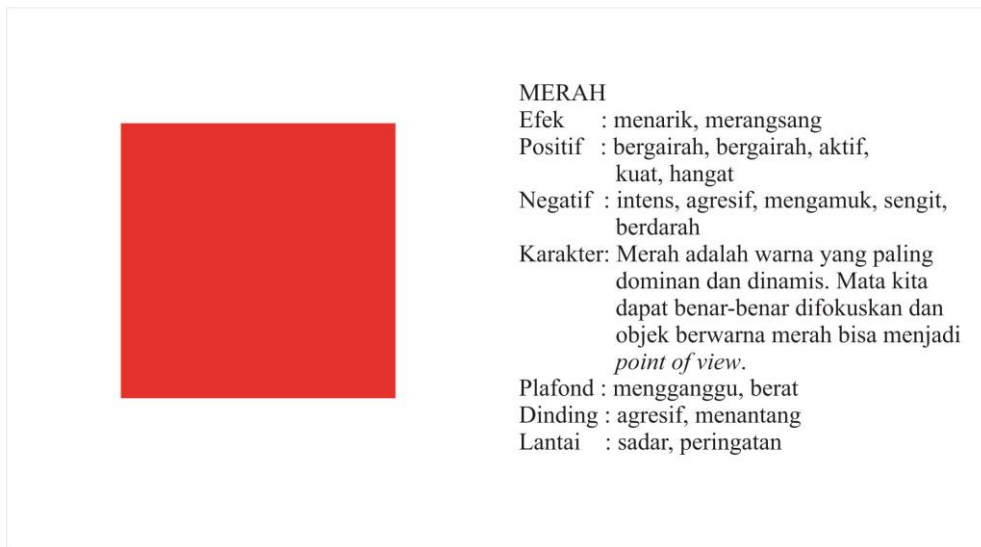 MERAH
Efek : menarik, merangsang
Positif : bergairah, bergairah, aktif,
kuat, hangat
Negatif : intens, agresif, mengamuk, sengit,
berdarah
Karakter: Merah adalah warna yang paling
dominan dan dinamis. Mata kita
dapat benar-benar difokuskan dan
objek berwarna merah bisa menjadi
point of view.
Plafond : mengganggu, berat
Dinding : agresif, menantang
Lantai : sadar, peringatan